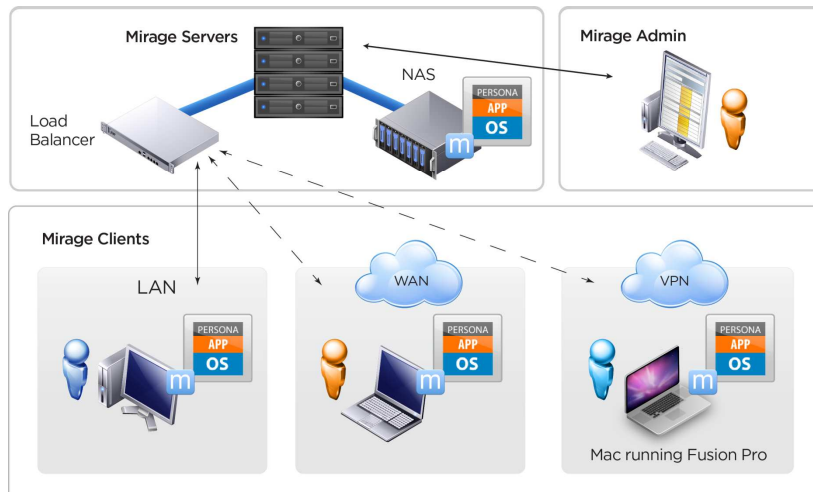 Mirage Servers
Mirage Admin
NAS
PERSONA
APP
OS
m
Load
Balancer
Mirage Clients
LAN
WAN
VPN
PERSONA
APP
OS
m
PERSONA
APP
OS
m
PERSONA
APP
OS
m
Mac running Fusion Pro